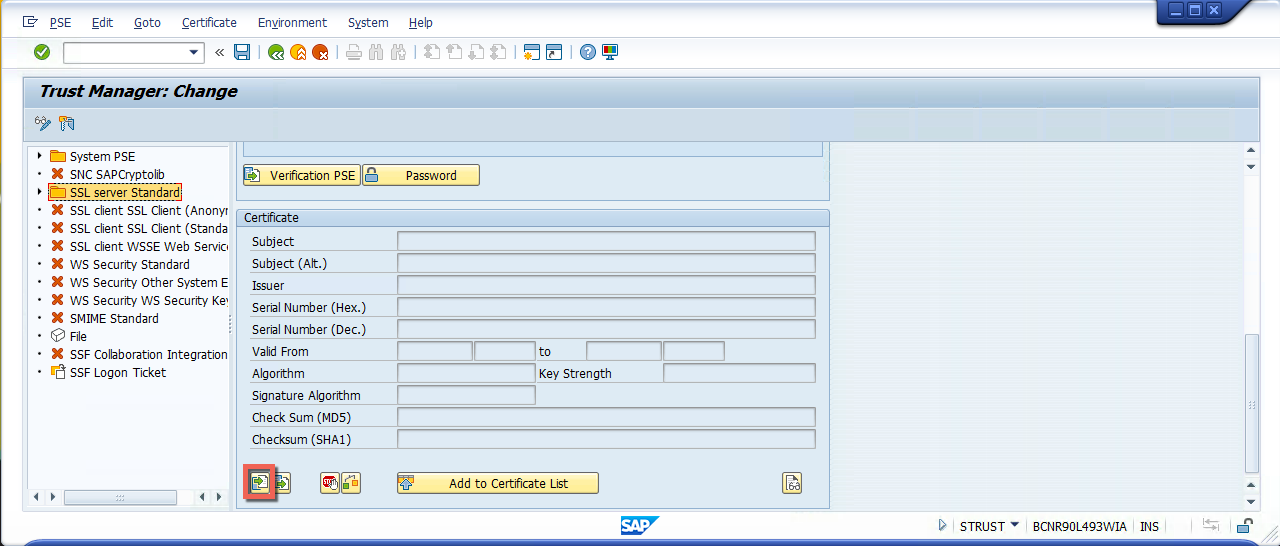 PSE Edit Goto Certificate Environment System Help
Trust Manager: Change
System PSE
SNC SAPCryptolib
SSL server Standard
SSL client SSL Client (Anony
SSL client SSL Client (Standa
SSL client WSSE Web Service
WS Security Standard
WS Security Other System E
WS Security WS Security Key
SMIME Standard
File
SSF Collaboration Integration
SSF Logon Ticket
Verification PSE Password
Certificate
Subject
Subject (Alt.)
Issuer
Serial Number (Hex.)
Serial Number (Dec.)
Valid From to
Algorithm Key Strength
Signature Algorithm
Check Sum (MD5)
Checksum (SHA1)
Add to Certificate List
SAP STRUST BCNR90L493WIA INS